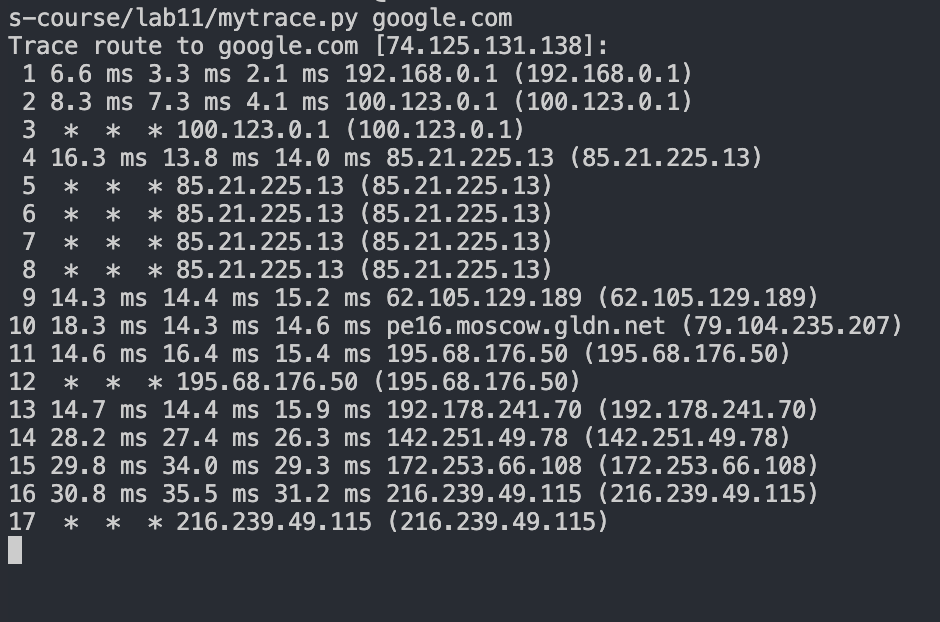 s-course/lab11/mytrace.py google.com
Trace route to google.com [74.125.131.138]:
1 6.6 ms 3.3 ms 2.1 ms 192.168.0.1 (192.168.0.1)
2 8.3 ms 7.3 ms 4.1 ms 100.123.0.1 (100.123.0.1)
3 * * * 100.123.0.1 (100.123.0.1)
4 16.3 ms 13.8 ms 14.0 ms 85.21.225.13 (85.21.225.13)
5 * * * 85.21.225.13 (85.21.225.13)
6 * * * 85.21.225.13 (85.21.225.13)
7 * * * 85.21.225.13 (85.21.225.13)
8 * * * 85.21.225.13 (85.21.225.13)
9 14.3 ms 14.4 ms 15.2 ms 62.105.129.189 (62.105.129.189)
10 18.3 ms 14.3 ms 14.6 ms pe16.moscow.gldn.net (79.104.235.207)
11 14.6 ms 16.4 ms 15.4 ms 195.68.176.50 (195.68.176.50)
12 * * * 195.68.176.50 (195.68.176.50)
13 14.7 ms 14.4 ms 15.9 ms 192.178.241.70 (192.178.241.70)
14 28.2 ms 27.4 ms 26.3 ms 142.251.49.78 (142.251.49.78)
15 29.8 ms 34.0 ms 29.3 ms 172.253.66.108 (172.253.66.108)
16 30.8 ms 35.5 ms 31.2 ms 216.239.49.115 (216.239.49.115)
17 * * * 216.239.49.115 (216.239.49.115)